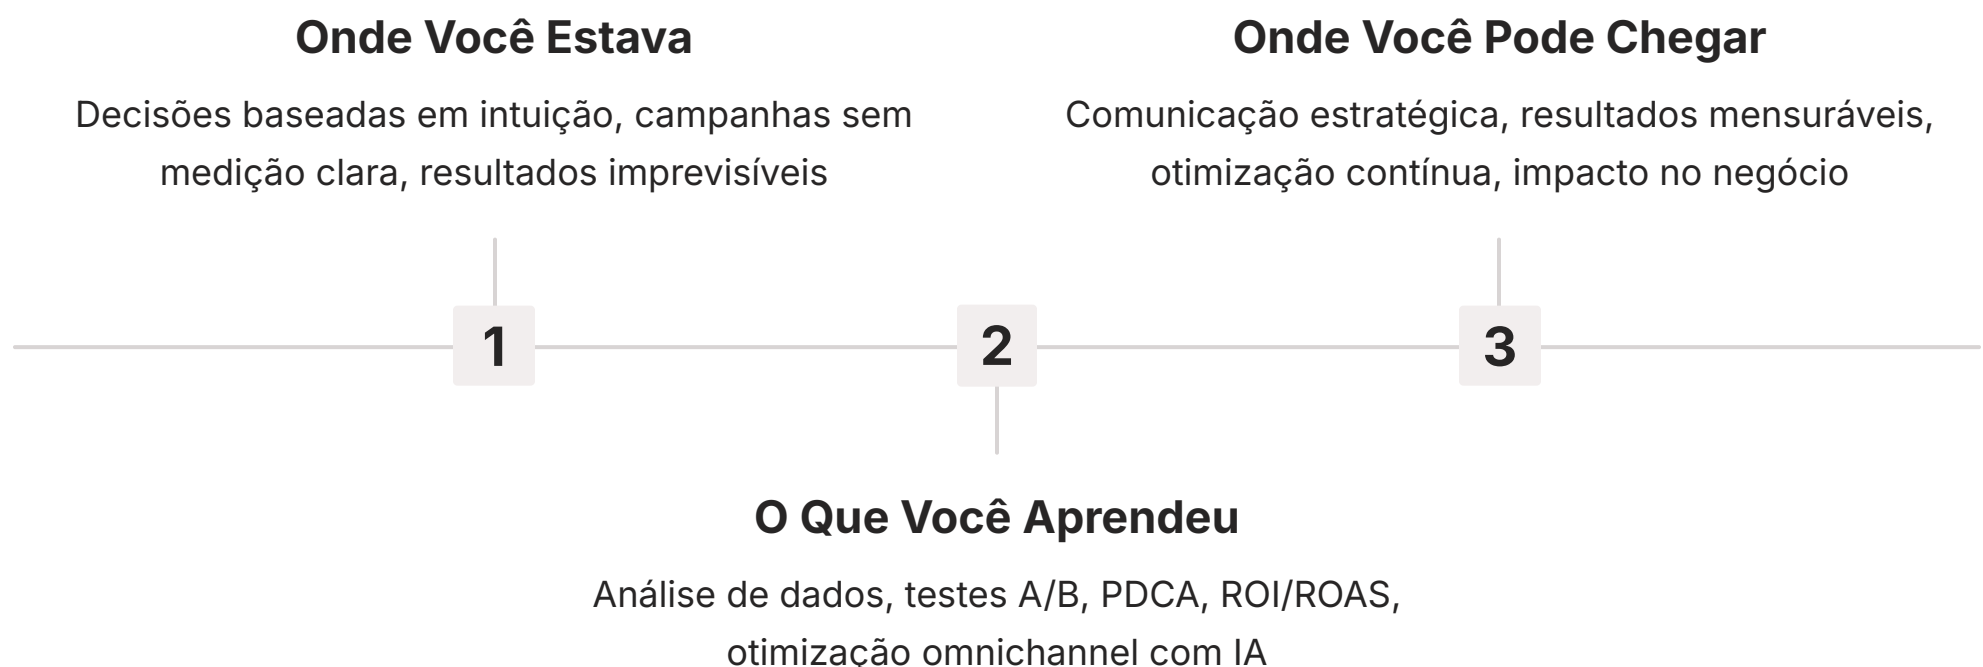 Onde Você Estava
Decisões baseadas em intuição, campanhas sem
medição clara, resultados imprevisíveis
Onde Você Pode Chegar
Comunicação estratégica, resultados mensuráveis,
otimização contínua, impacto no negócio
1
2
3
O Que Você Aprendeu
Análise de dados, testes A/B, PDCA, ROI/ROAS,
otimização omnichannel com IA